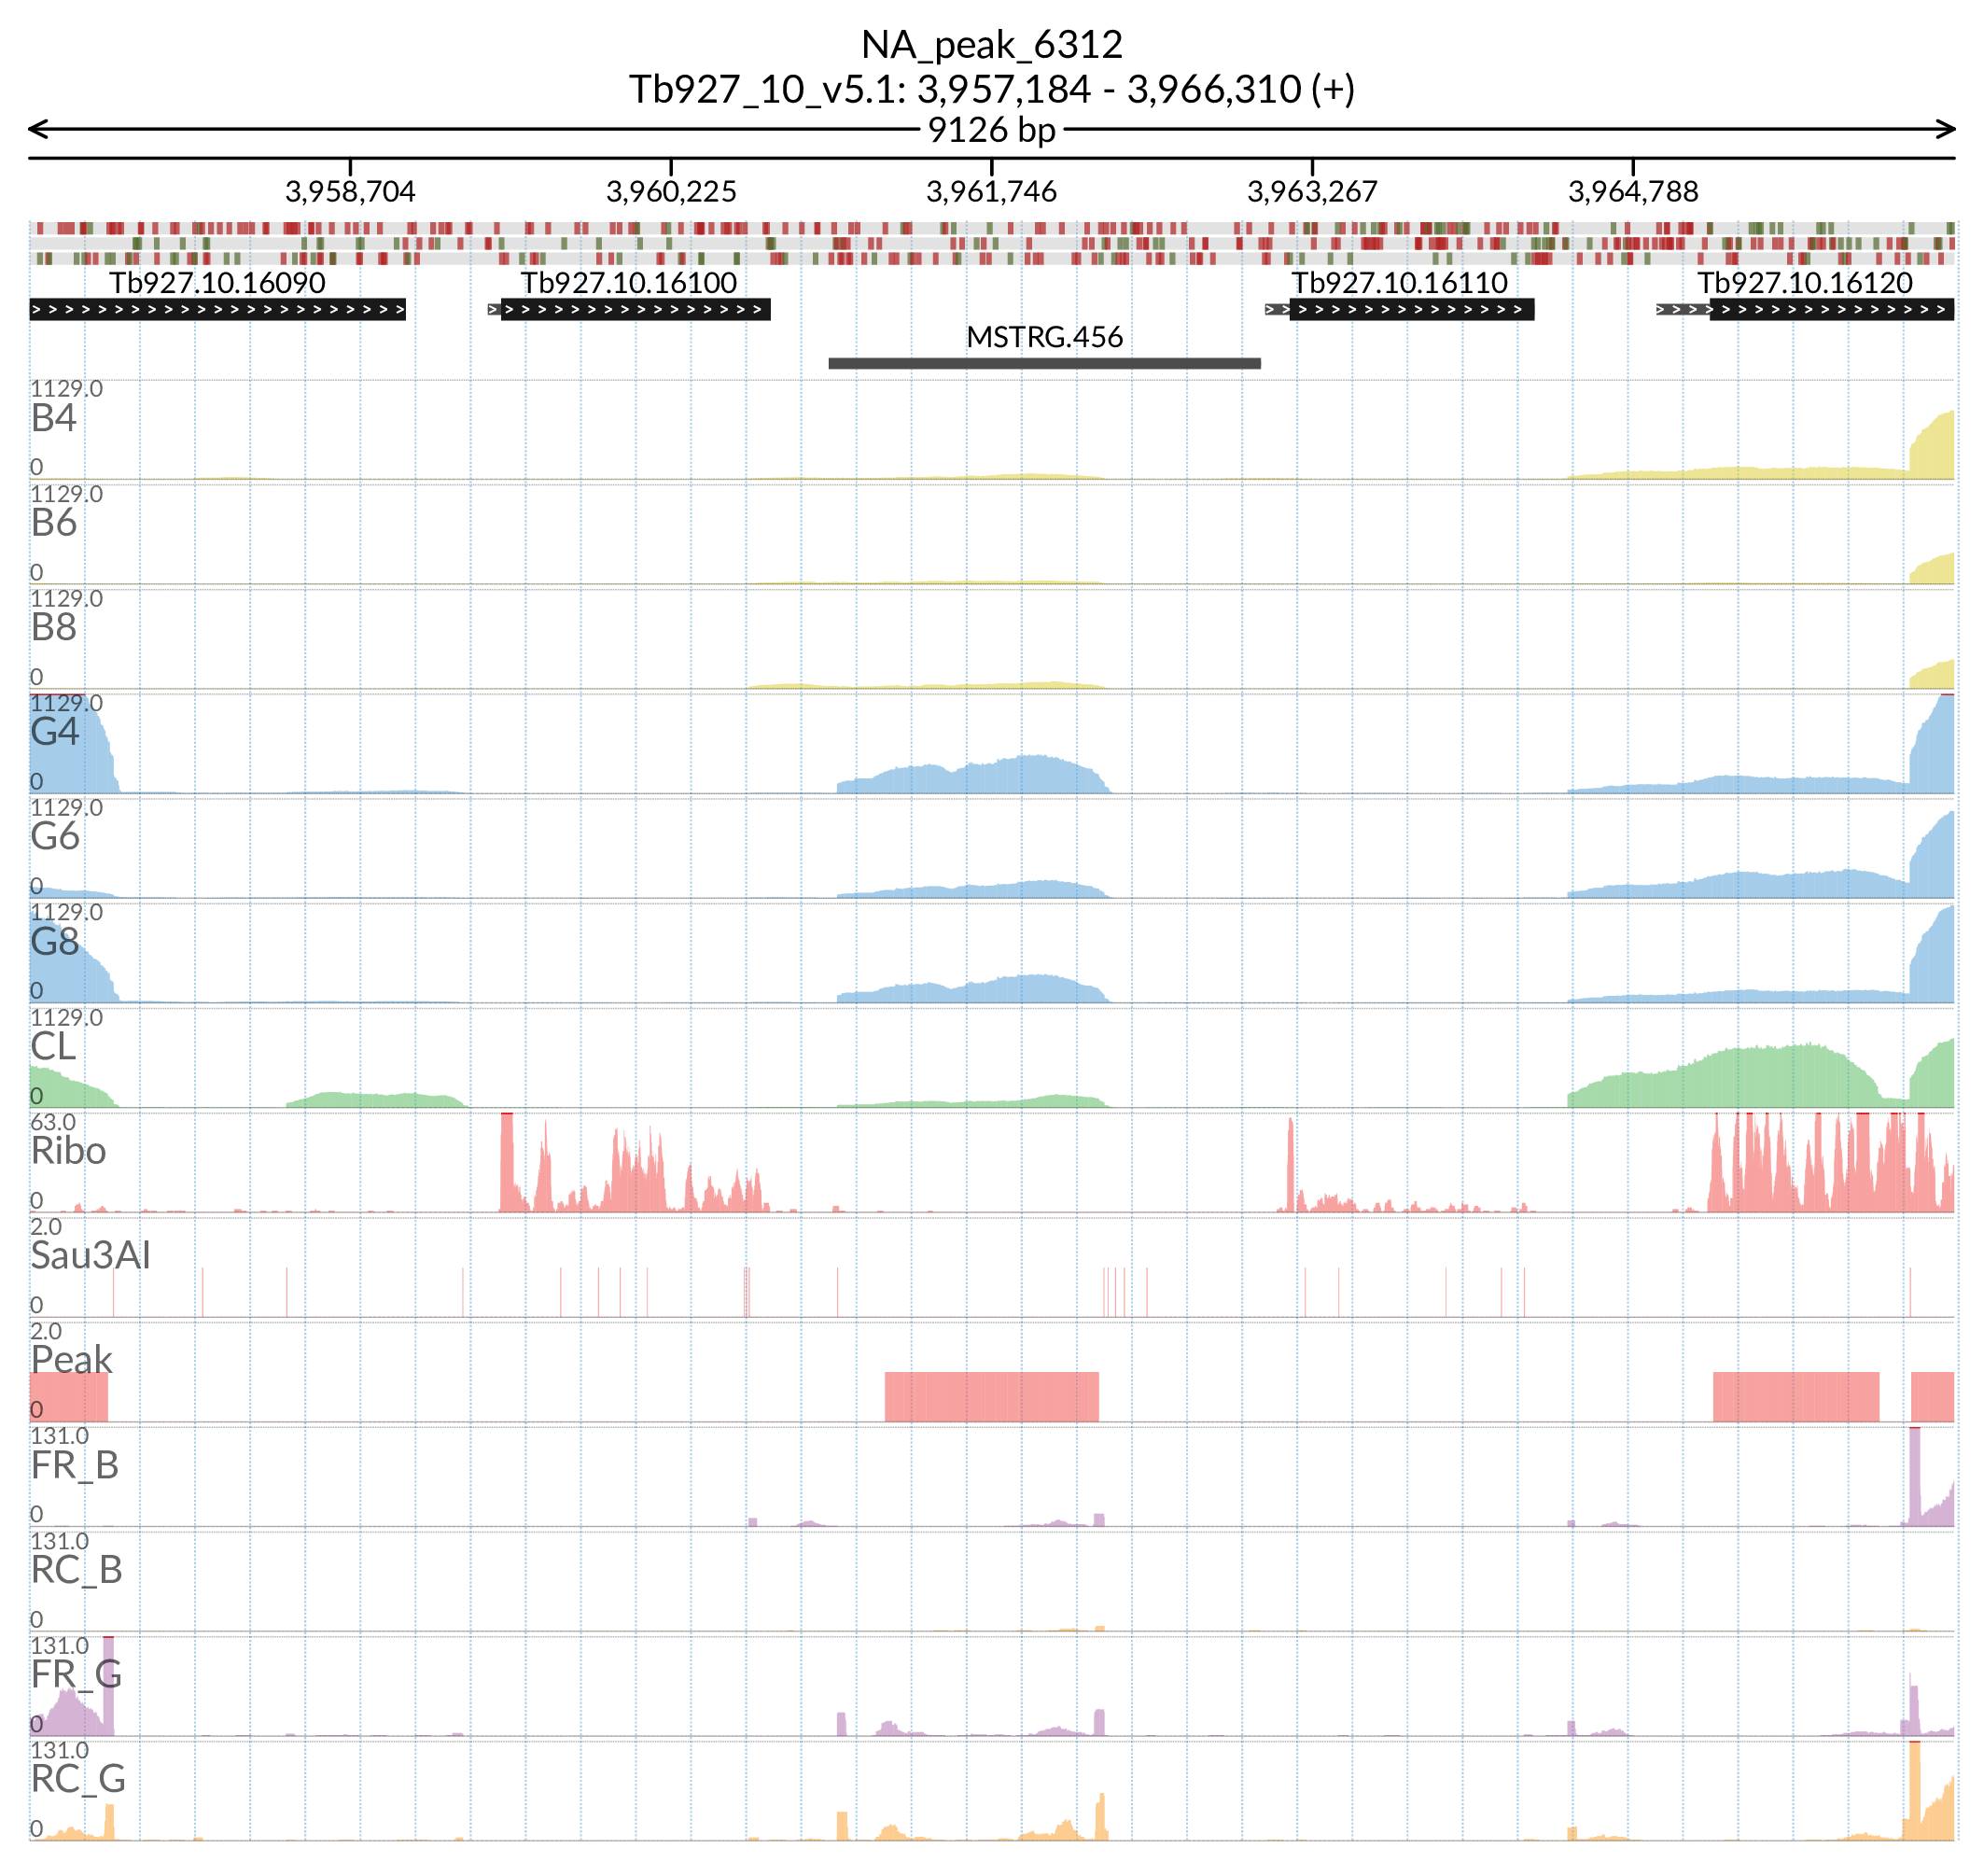 NA_peak_6312
Tb927_10_v5.1: 3,957,184 - 3,966,310 (+)
9126 bp
3,958,704 3,960,225 3,961,746 3,963,267 3,964,788
Tb927.10.16090 Tb927.10.16100 Tb927.10.16110 Tb927.10.16120
MSTRG.456
1129.0
B4
0
1129.0
B6
0
1129.0
B8
0
1129.0
G4
0
1129.0
G6
0
1129.0
G8
0
1129.0
CL
0
63.0
Ribo
0
2.0
Sau3AI
0
2.0
Peak
0
131.0
FR_B
0
131.0
RC_B
0
131.0
FR_G
0
131.0
RC_G
0